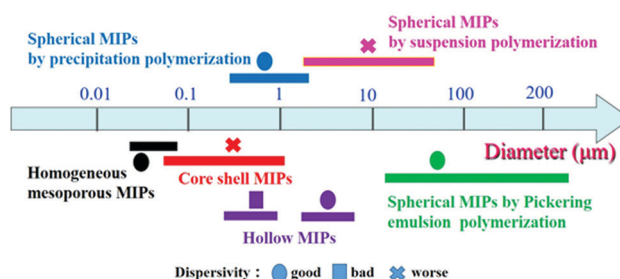 Spherical MIPs
by precipitation polymerization
Spherical MIPs
by suspension polymerization
0.01 0.1 1 10 100 200
Diameter (μm)
Homogeneous
mesoporous MIPs
Core shell MIPs
Hollow MIPs
Spherical MIPs by Pickering
emulsion polymerization
Dispersivity : good bad worse